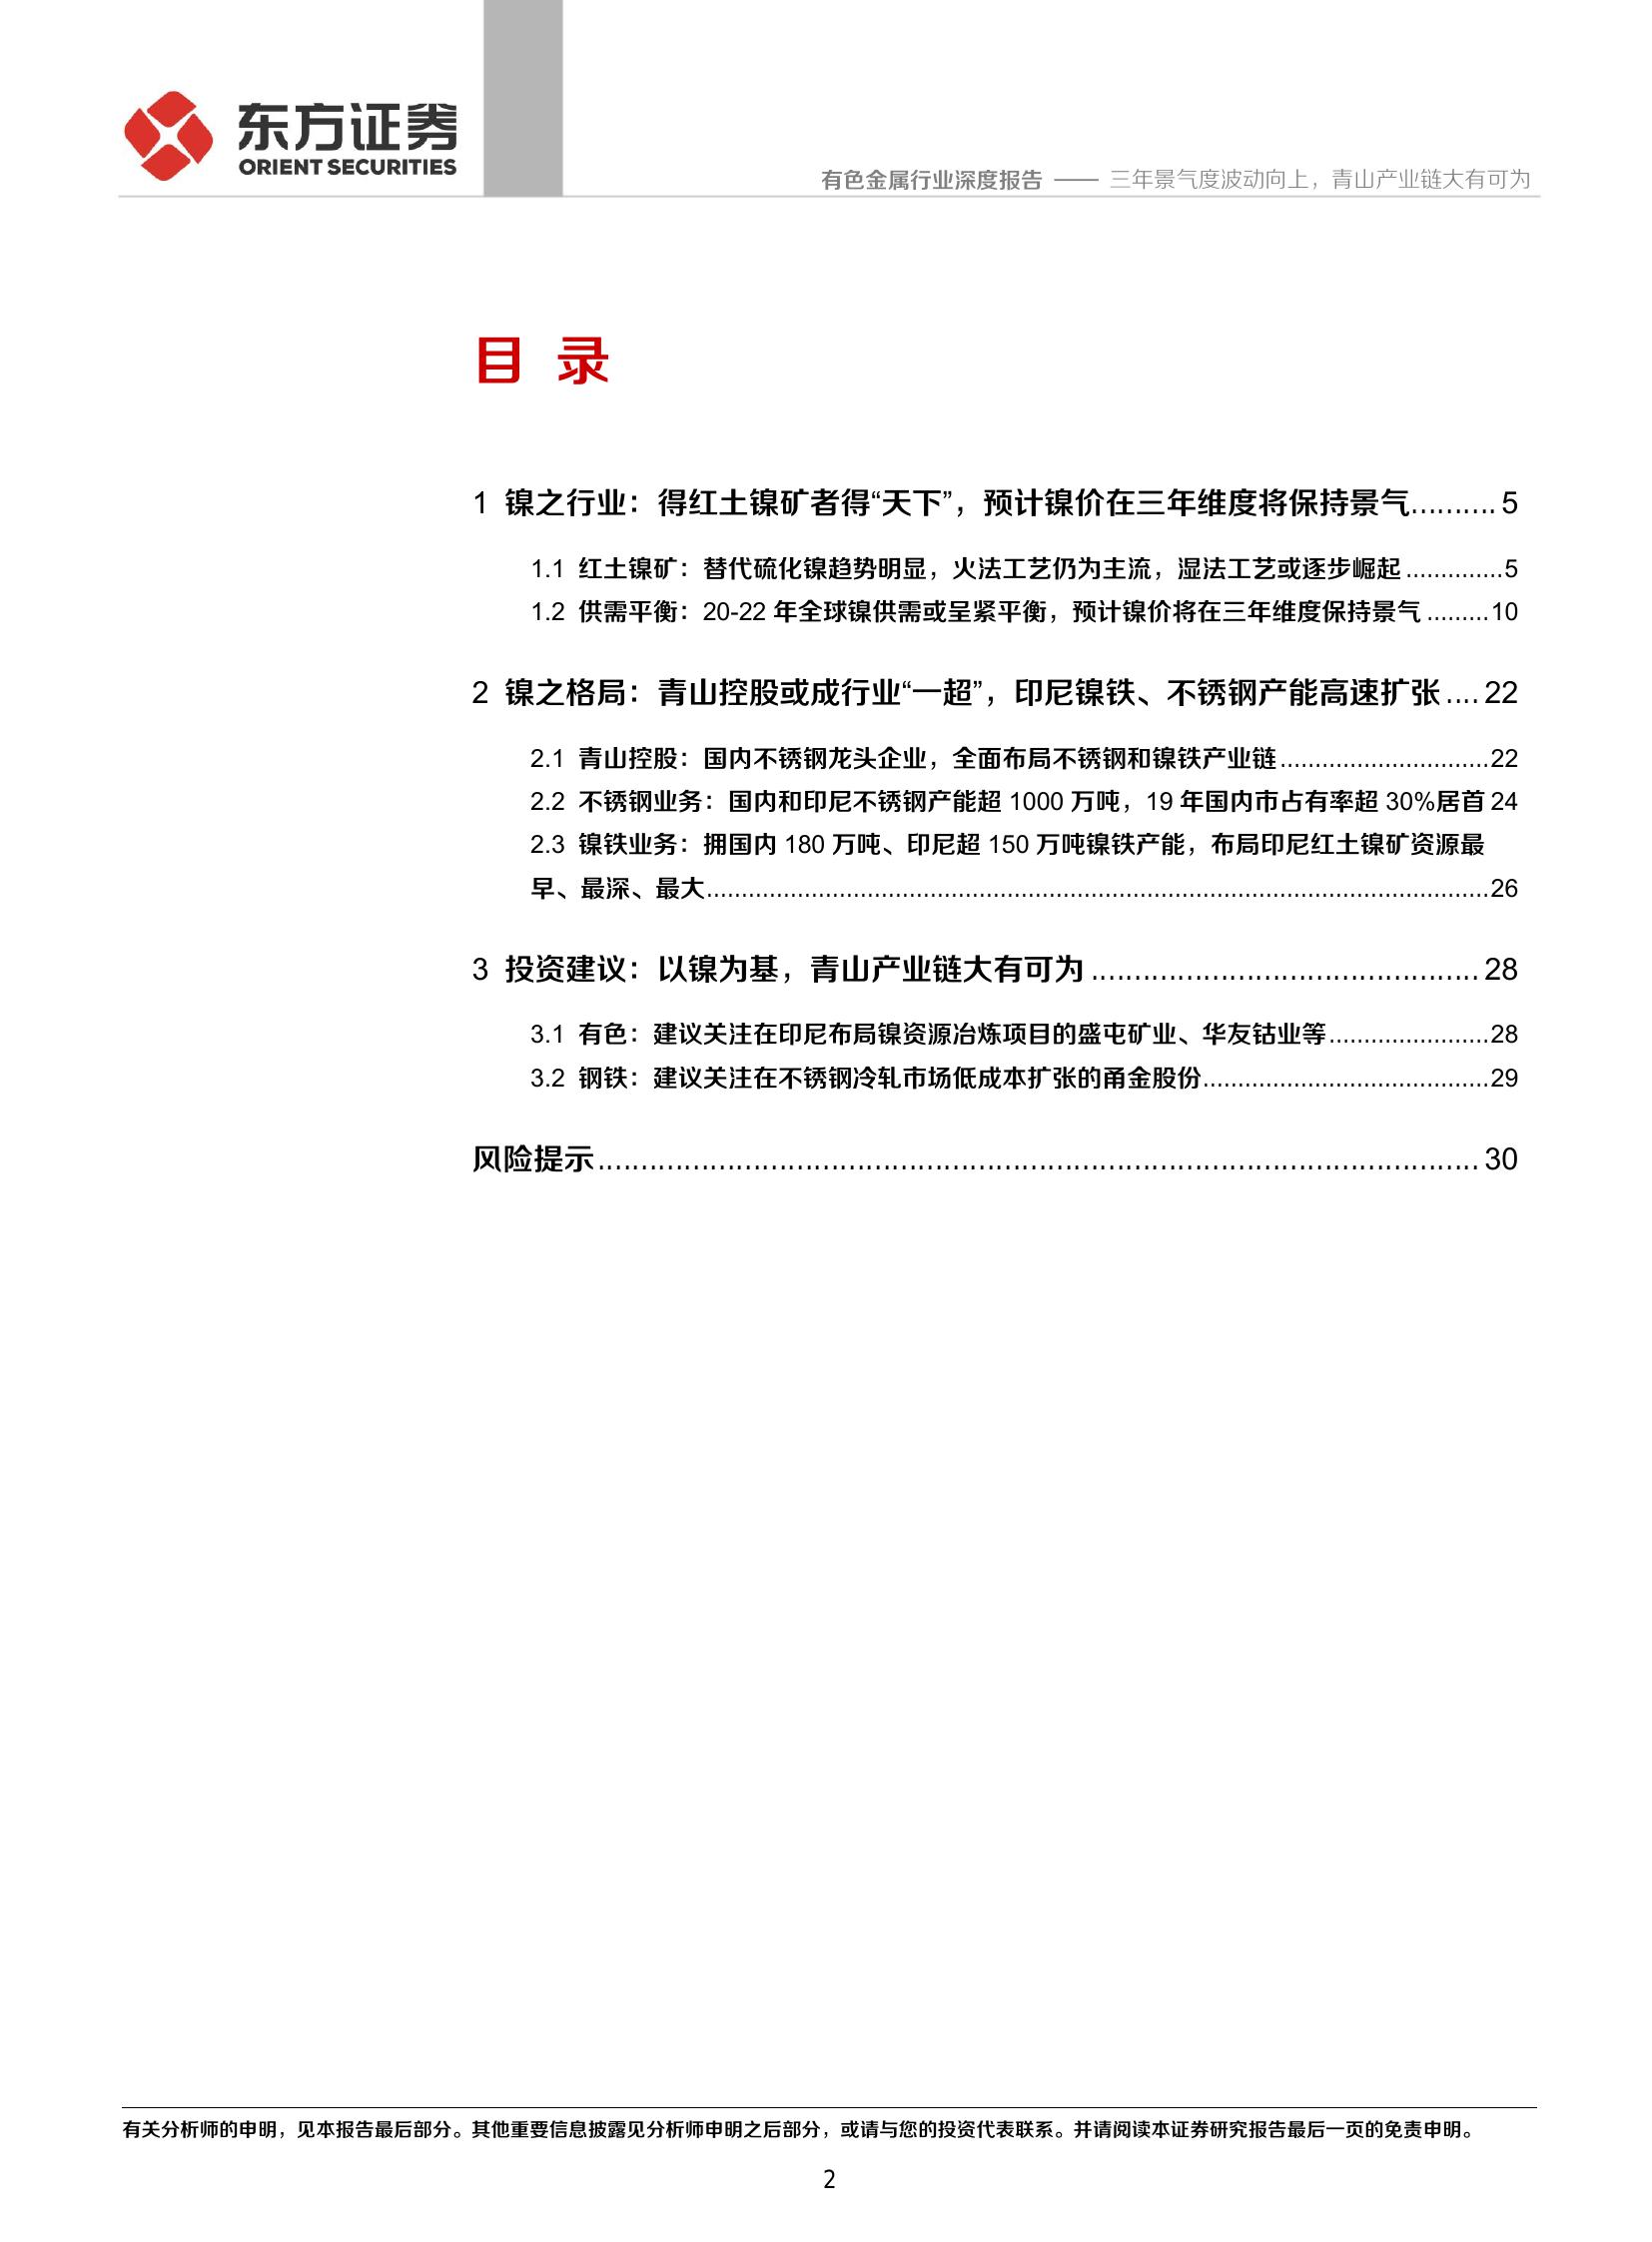 东方证券
ORIENT SECURITIES
有色金属行业深度报告 —— 三年景气度波动向上，青山产业链大有可为
目 录
1 镍之行业：得红土镍矿者得“天下”，预计镍价在三年维度将保持景气.......... 5
1.1 红土镍矿：替代硫化镍趋势明显，火法工艺仍为主流，湿法工艺或逐步崛起 ..............5
1.2 供需平衡：20-22 年全球镍供需或呈紧平衡，预计镍价将在三年维度保持景气 .........10
2 镍之格局：青山控股或成行业“一超”，印尼镍铁、不锈钢产能高速扩张 .... 22
2.1 青山控股：国内不锈钢龙头企业，全面布局不锈钢和镍铁产业链..............................22
2.2 不锈钢业务：国内和印尼不锈钢产能超 1000 万吨，19 年国内市占有率超 30%居首 24
2.3 镍铁业务：拥国内 180 万吨、印尼超 150 万吨镍铁产能，布局印尼红土镍矿资源最
早、最深、最大................................................................................................................26
3 投资建议：以镍为基，青山产业链大有可为 ............................................. 28
3.1 有色：建议关注在印尼布局镍资源冶炼项目的盛屯矿业、华友钴业等.......................28
3.2 钢铁：建议关注在不锈钢冷轧市场低成本扩张的甬金股份.........................................29
风险提示...................................................................................................... 30
有关分析师的申明，见本报告最后部分。其他重要信息披露见分析师申明之后部分，或请与您的投资代表联系。并请阅读本证券研究报告最后一页的免责申明。
2